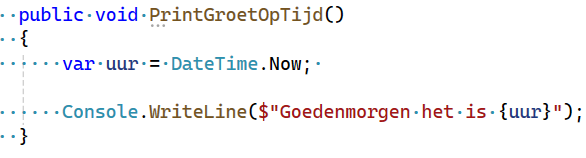 public void PrintGroetOpTijd()
{
var uur = DateTime.Now;
Console.WriteLine($"Goedenmorgen het is {uur}");
}